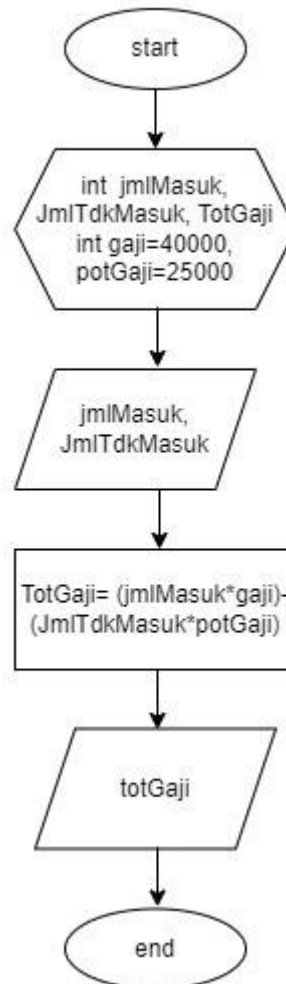 start
int jmlMasuk,
JmlTdkMasuk, TotGaji
int gaji=40000,
potGaji=25000
jmlMasuk,
JmlTdkMasuk
TotGaji= (jmlMasuk*gaji)-
(JmlTdkMasuk*potGaji)
totGaji
end